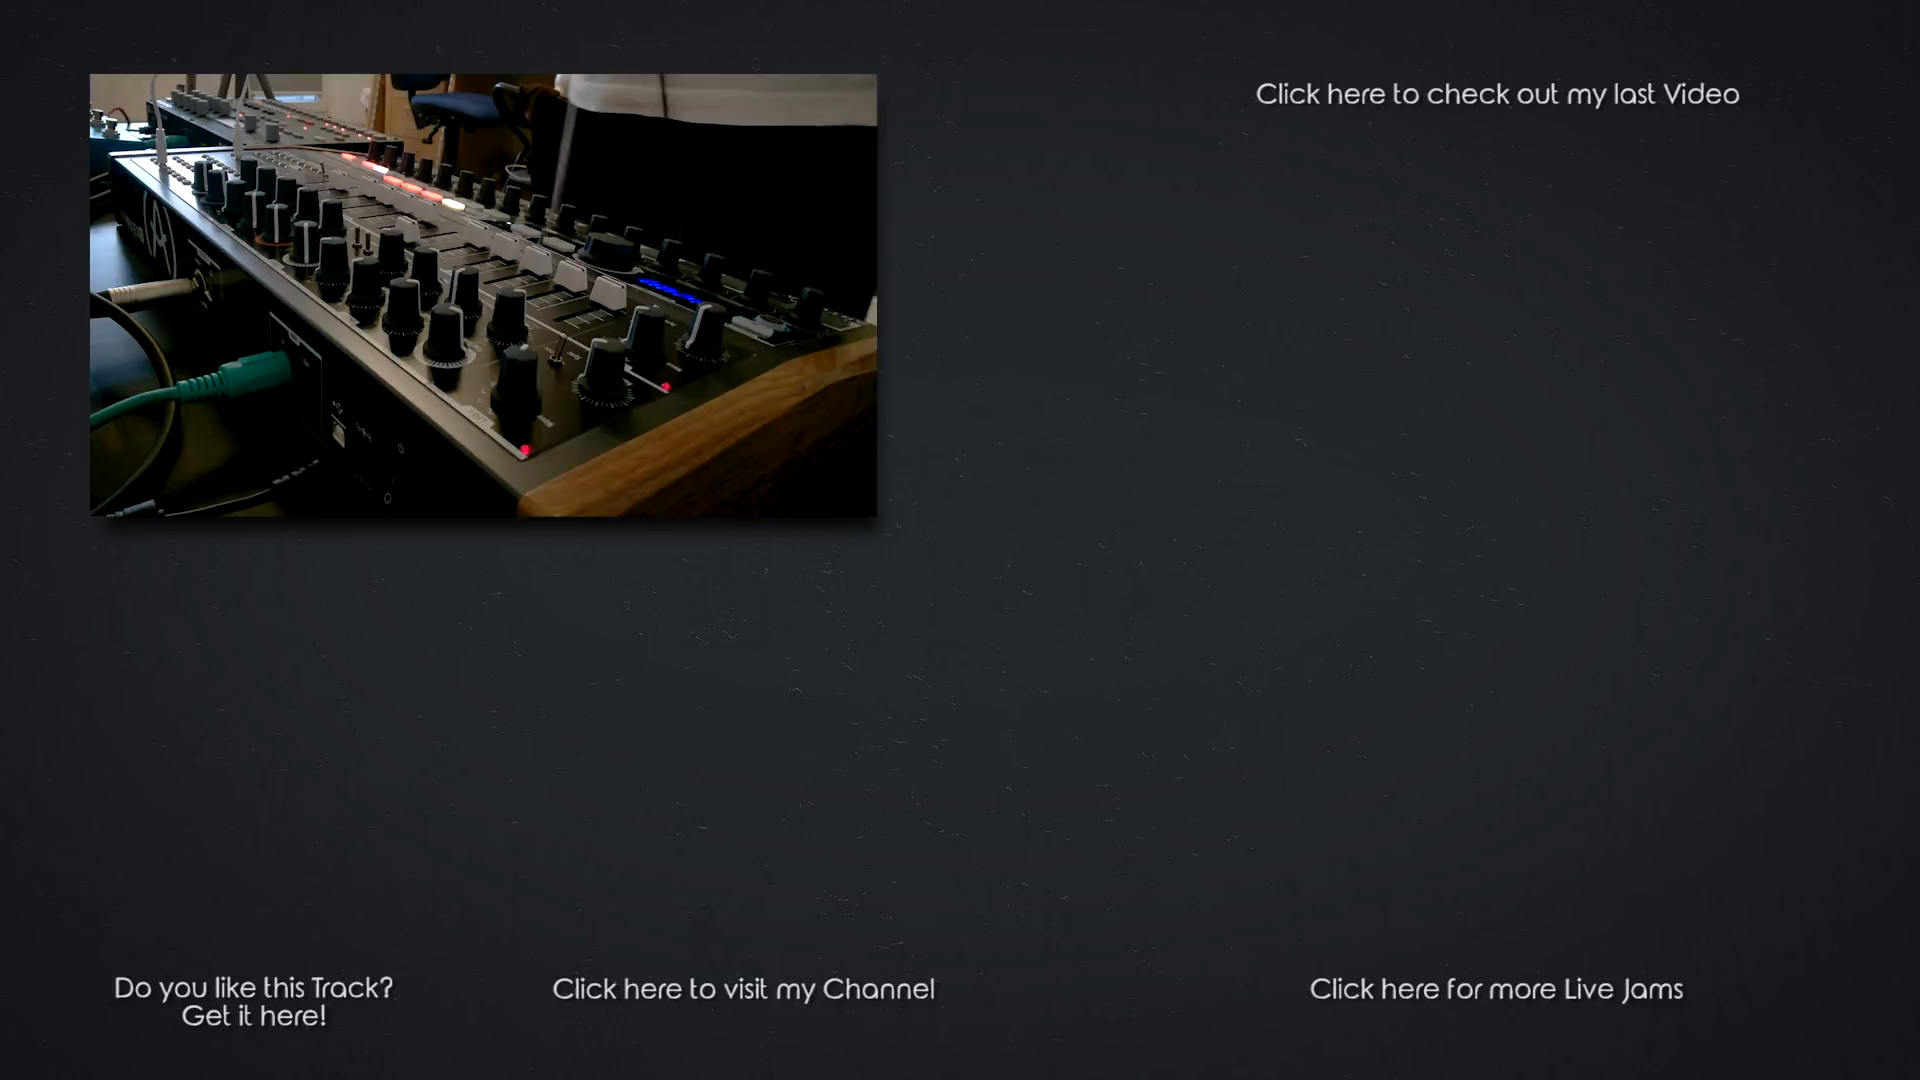 Click here to check out my last Video
Do you like this Track?
Get it here!
Click here to visit my Channel
Click here for more Live Jams